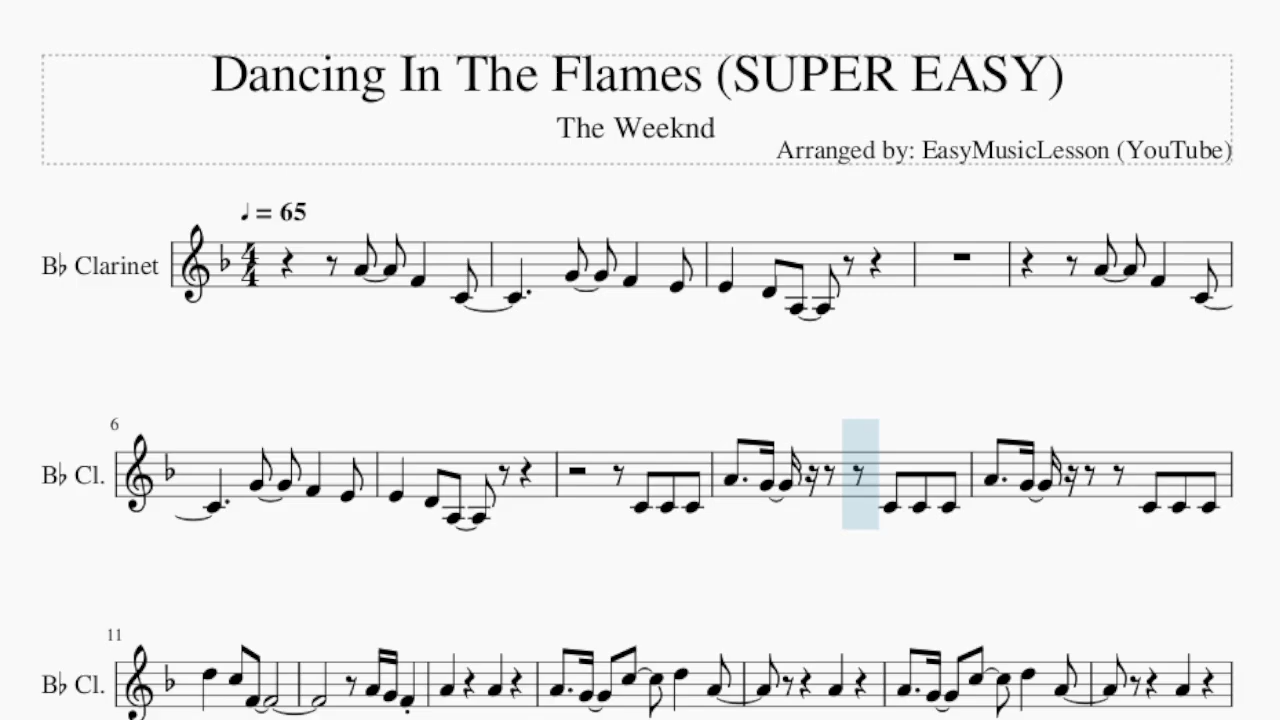 Dancing In The Flames (SUPER EASY)
The Weeknd
Arranged by: EasyMusicLesson (YouTube)
♩ = 65
B♭ Clarinet
4
4
6
B♭ Cl.
11
B♭ Cl.